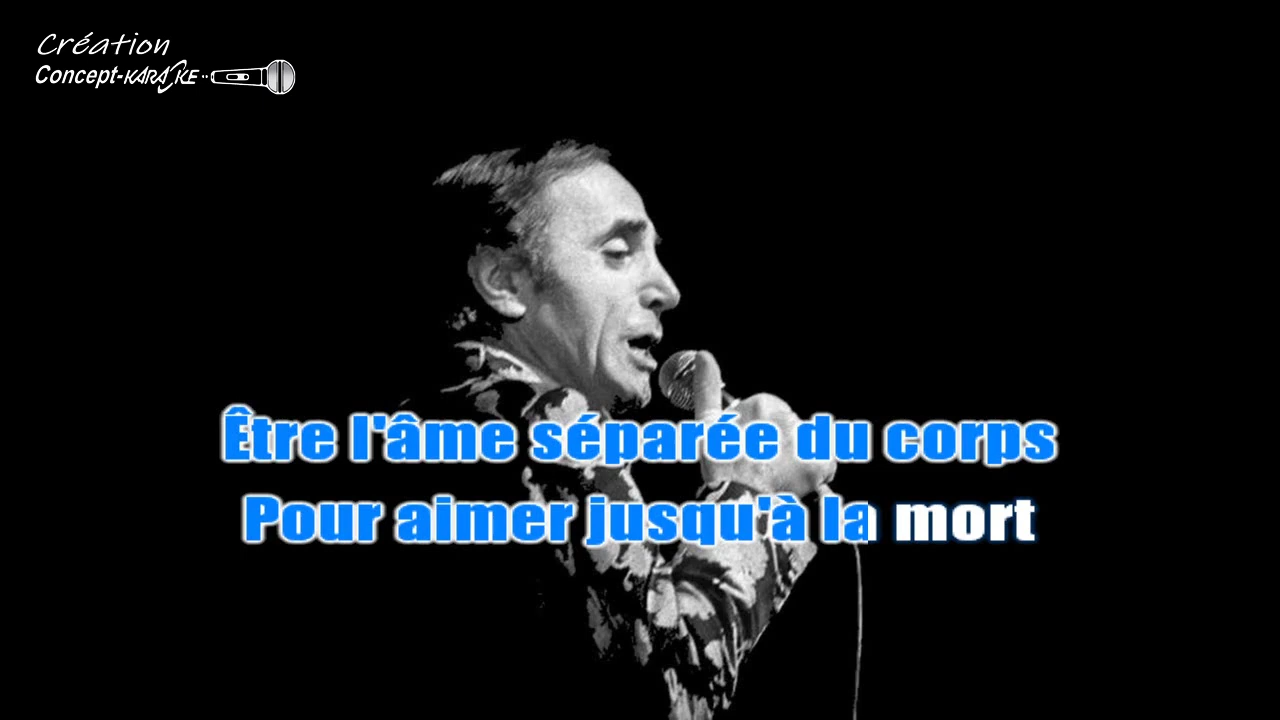 Création
Concept-KARAOKE
Être l'âme séparée du corps
Pour aimer jusqu'à la mort